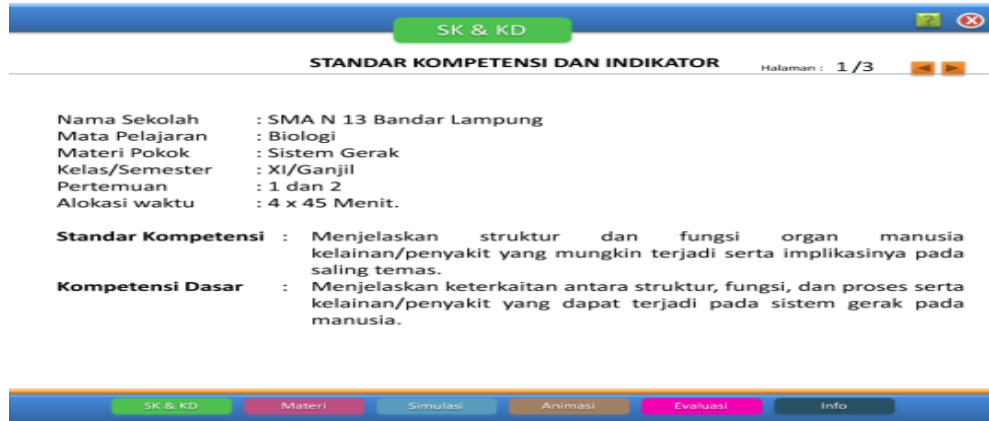 SK & KD
?
STANDAR KOMPETENSI DAN INDIKATOR
Halaman : 1/3
Nama Sekolah : SMA N 13 Bandar Lampung
Mata Pelajaran : Biologi
Materi Pokok : Sistem Gerak
Kelas/Semester : XI/Ganjil
Pertemuan : 1 dan 2
Alokasi waktu : 4 x 45 Menit.
Standar Kompetensi : Menjelaskan struktur dan fungsi organ manusia
kelainan/penyakit yang mungkin terjadi serta implikasinya pada
saling temas.
Kompetensi Dasar : Menjelaskan keterkaitan antara struktur, fungsi, dan proses serta
kelainan/penyakit yang dapat terjadi pada sistem gerak pada
manusia.
SK & KD Materi Simulasi Animasi Evaluasi Info